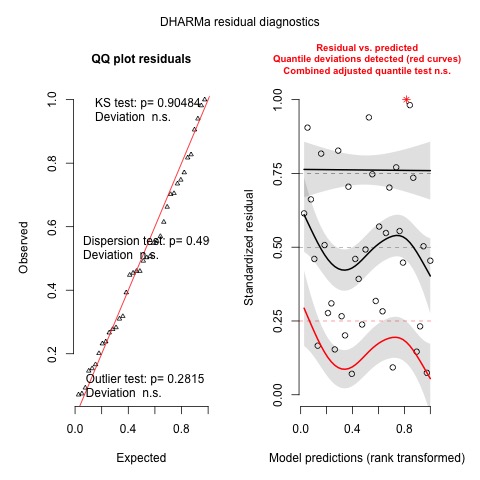 DHARMa residual diagnostics
QQ plot residuals
KS test: p= 0.90484
Deviation n.s.
Dispersion test: p= 0.49
Deviation n.s.
Outlier test: p= 0.2815
Deviation n.s.
Observed
0.2
0.4
0.6
0.8
1.0
0.0
0.4
0.8
Expected
Residual vs. predicted
Quantile deviations detected (red curves)
Combined adjusted quantile test n.s.
Standardized residual
0.00
0.25
0.50
0.75
1.00
0.0
0.4
0.8
Model predictions (rank transformed)